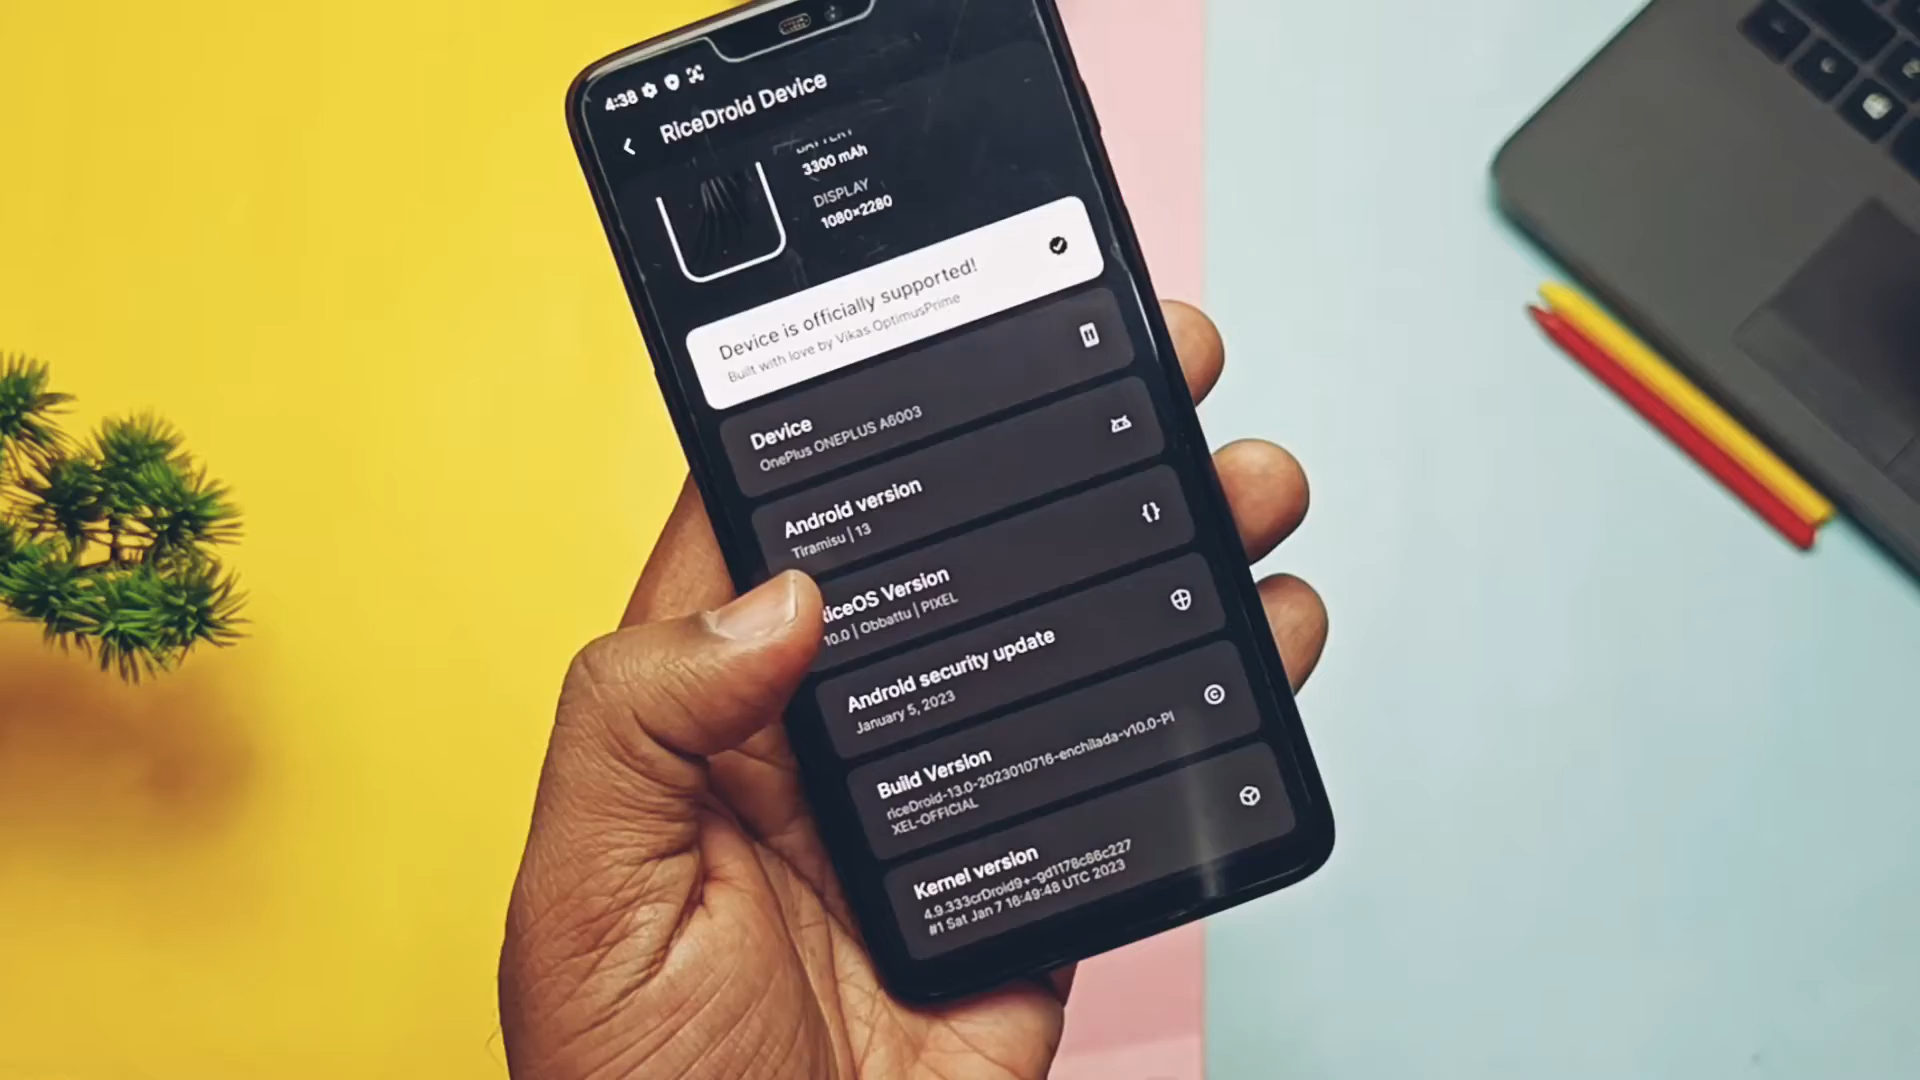 4:38
RiceDroid Device
BATTERY
3300 mAh
DISPLAY
1080×2280
Device is officially supported!
Built with love by Vikas.OptimusPrime
Device
OnePlus ONEPLUS A6003
Android version
Tiramisu | 13
RiceOS Version
10.0 | Obbattu | PIXEL
Android security update
January 5, 2023
Build Version
riceDroid-13.0-2023010716-enchilada-v10.0-PI
XEL-OFFICIAL
Kernel version
4.9.333crDroid9+-gd1178c86c227
#1 Sat Jan 7 16:49:48 UTC 2023